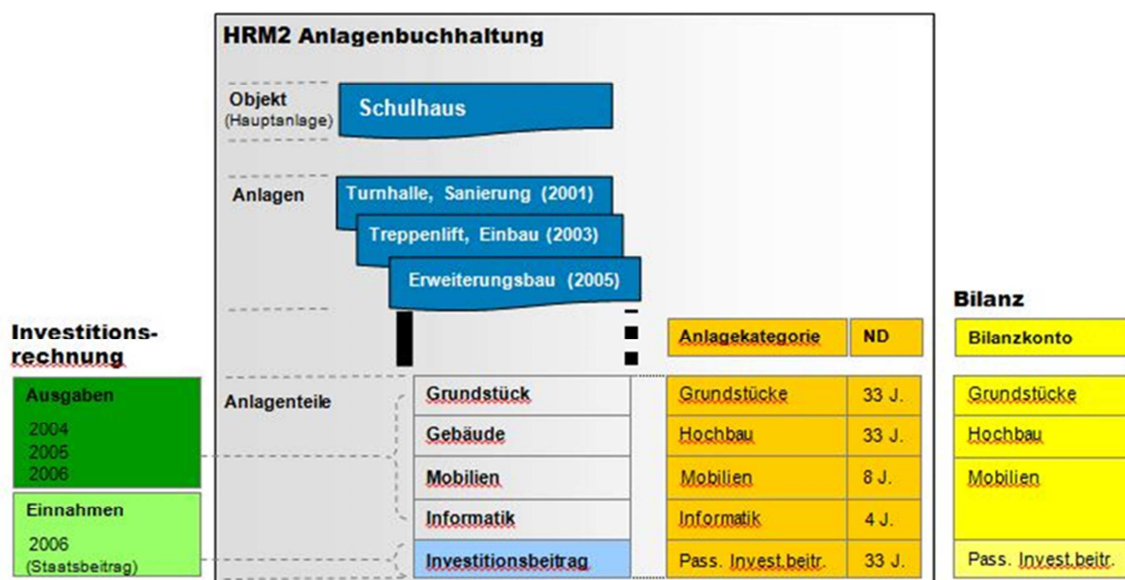 HRM2 Anlagenbuchhaltung
Objekt
(Hauptanlage)
Schulhaus
Anlagen
Turnhalle, Sanierung (2001)
Treppenlift, Einbau (2003)
Erweiterungsbau (2005)
Investitions-
rechnung
Bilanz
Anlagekategorie ND
Bilanzkonto
Ausgaben
2004
2005
2006
Anlagenteile
Grundstück Grundstücke 33 J. Grundstücke
Gebäude Hochbau 33 J. Hochbau
Mobilien Mobilien 8 J. Mobilien
Informatik Informatik 4 J.
Einnahmen
2006
(Staatsbeitrag)
Investitionsbeitrag Pass. Invest.beitr. 33 J. Pass. Invest.beitr.